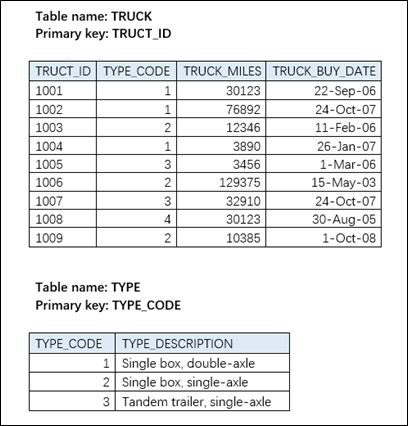 Table name: TRUCK
Primary key: TRUCT_ID
TRUCT_ID TYPE_CODE TRUCK_MILES TRUCK_BUY_DATE
1001 1 30123 22-Sep-06
1002 1 76892 24-Oct-07
1003 2 12346 11-Feb-06
1004 1 3890 26-Jan-07
1005 3 3456 1-Mar-06
1006 2 129375 15-May-03
1007 3 32910 24-Oct-07
1008 4 30123 30-Aug-05
1009 2 10385 1-Oct-08
Table name: TYPE
Primary key: TYPE_CODE
TYPE_CODE TYPE_DESCRIPTION
1 Single box, double-axle
2 Single box, single-axle
3 Tandem trailer, single-axle